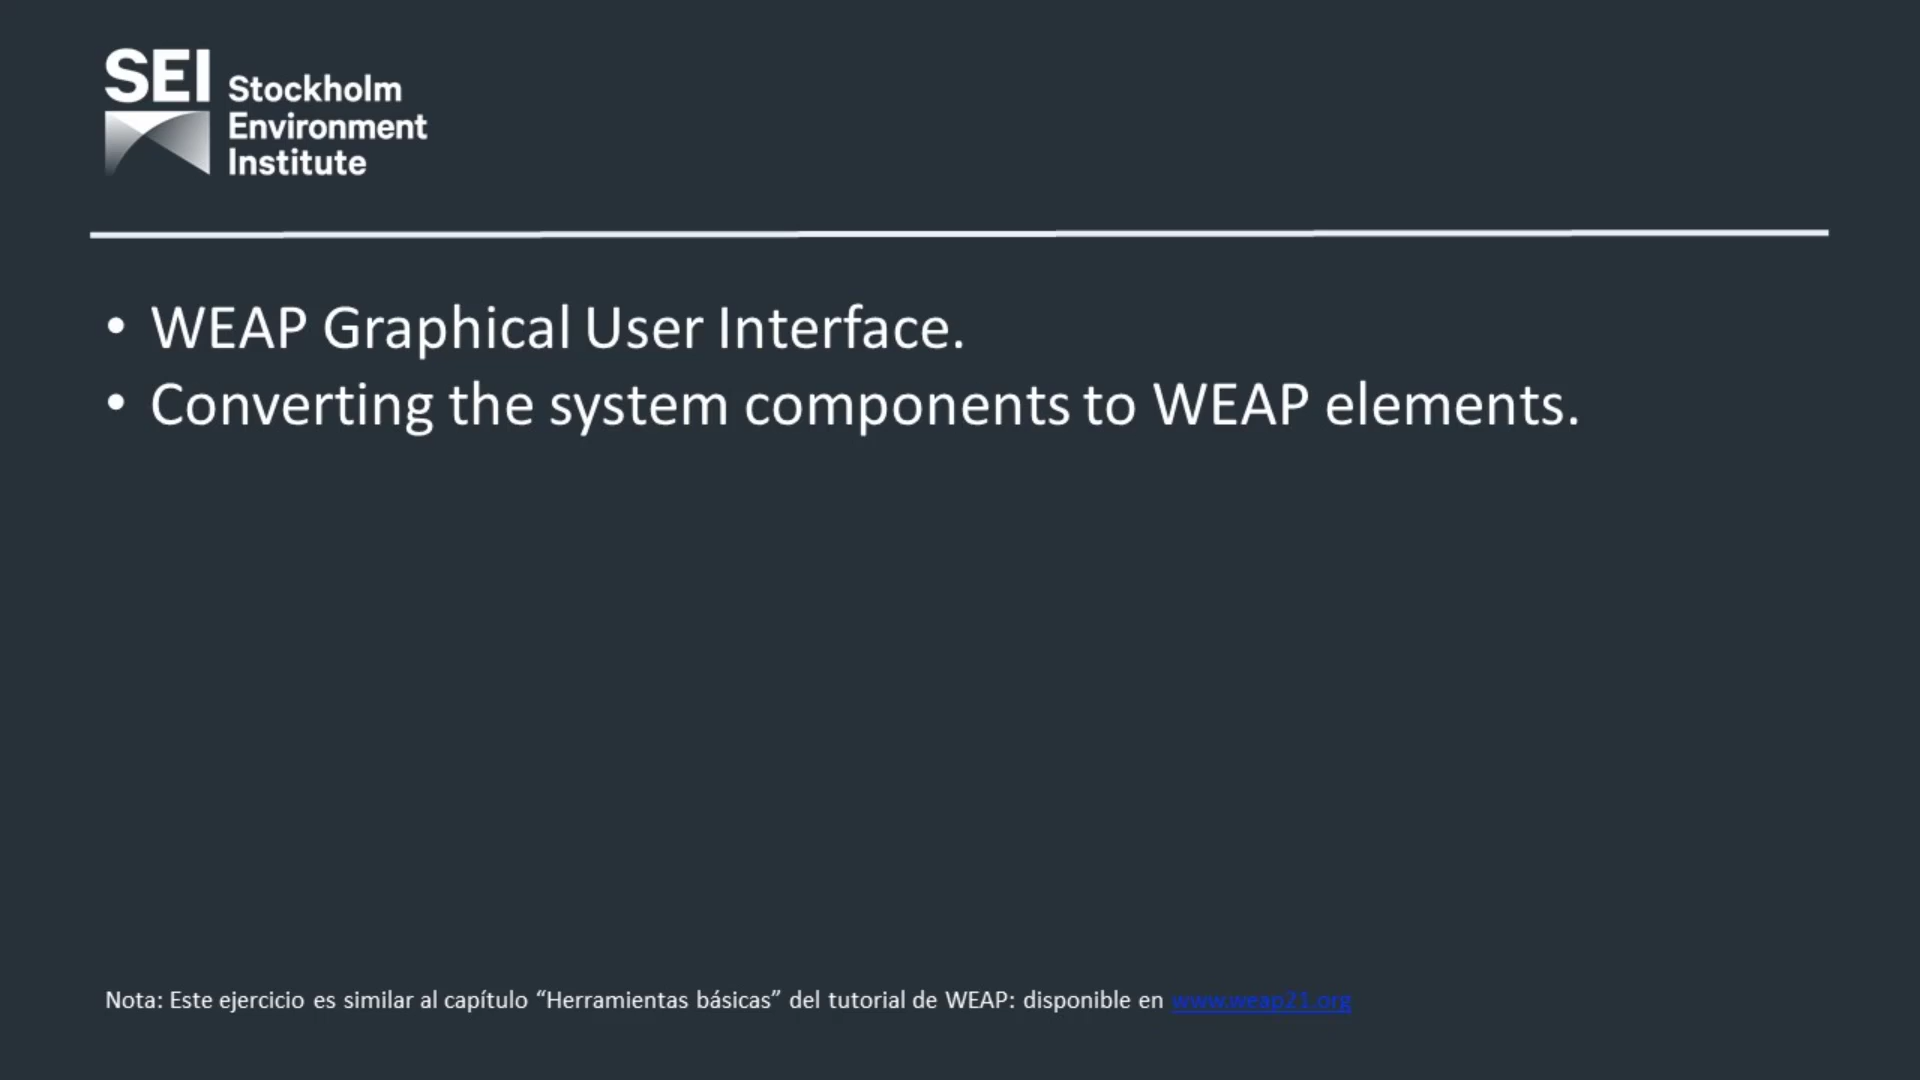 SEI
Stockholm
Environment
Institute
• WEAP Graphical User Interface.
• Converting the system components to WEAP elements.
Nota: Este ejercicio es similar al capítulo “Herramientas básicas” del tutorial de WEAP: disponible en www.weap21.org